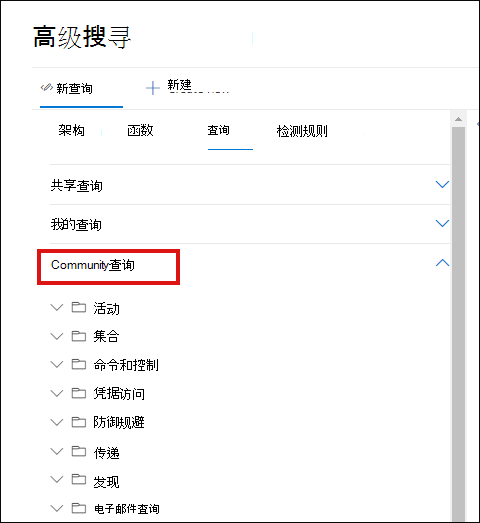 高级搜寻
新查询 新建
架构 函数 查询 检测规则
共享查询
我的查询
Community查询
活动
集合
命令和控制
凭据访问
防御规避
传递
发现
电子邮件查询